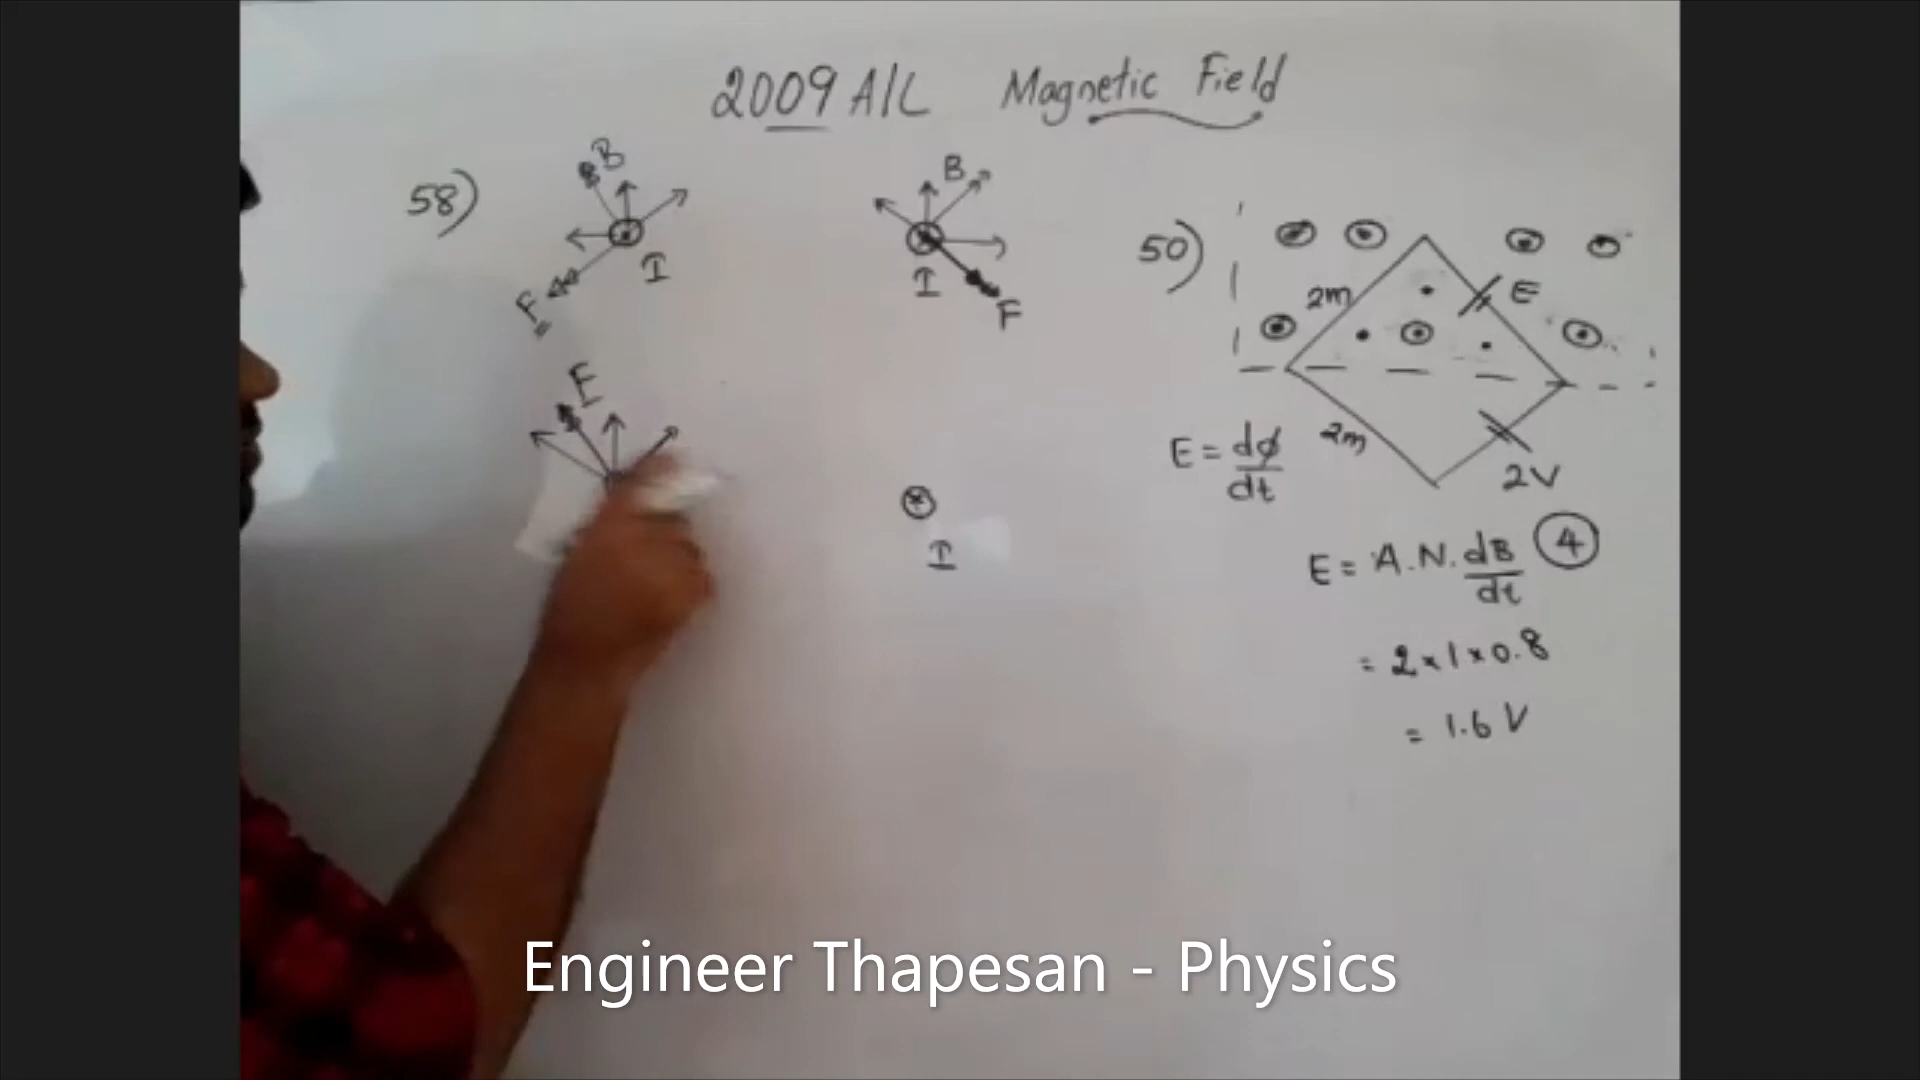 2009 A/L Magnetic Field
58)
B
I
F
B
I
F
E
I
50)
2m
E
2m
2V
E = dφ/dt
E = A.N. dB/dt 4
= 2 x 1 x 0.8
= 1.6 V
Engineer Thapesan - Physics